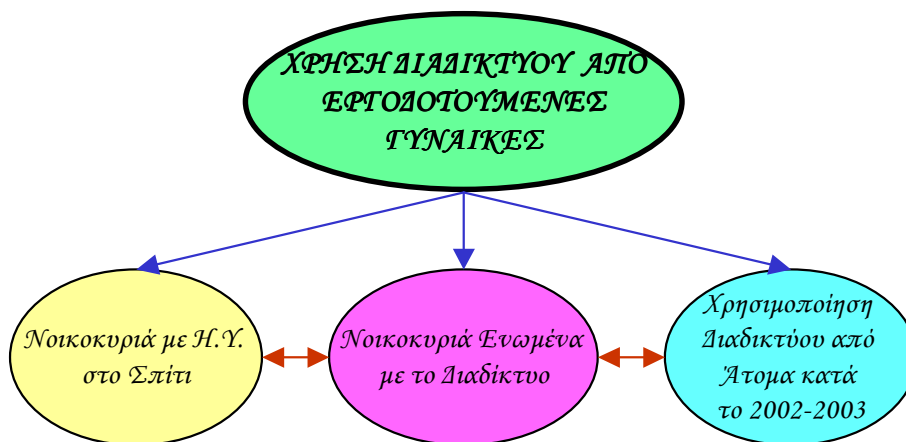 ΧΡΗΣΗ ΔΙΑΔΙΚΤΥΟΥ ΑΠΟ
ΕΡΓΟΔΟΤΟΥΜΕΝΕΣ
ΓΥΝΑΙΚΕΣ
Νοικοκυριά με Η.Υ.
στο Σπίτι
Νοικοκυριά Ενωμένα
με το Διαδίκτυο
Χρησιμοποίηση
Διαδικτύου από
Άτομα κατά
το 2002-2003